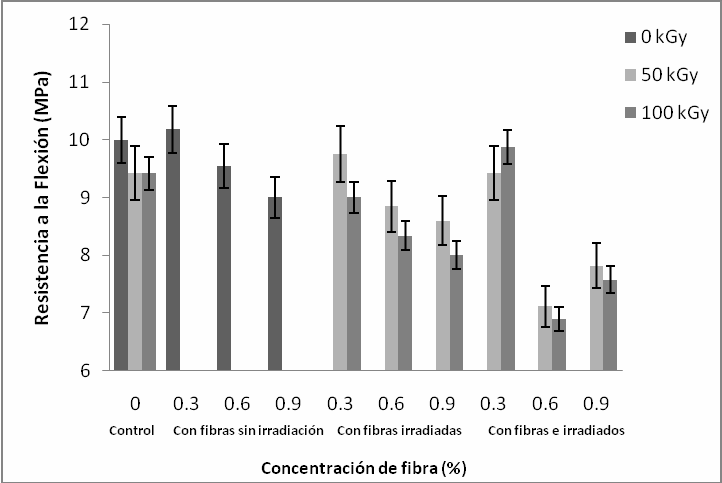 12
11
10
9
8
7
6
Resistencia a la Flexión (MPa)
0 kGy
50 kGy
100 kGy
0 0.3 0.6 0.9 0.3 0.6 0.9 0.3 0.6 0.9
Control Con fibras sin irradiación Con fibras irradiadas Con fibras e irradiados
Concentración de fibra (%)